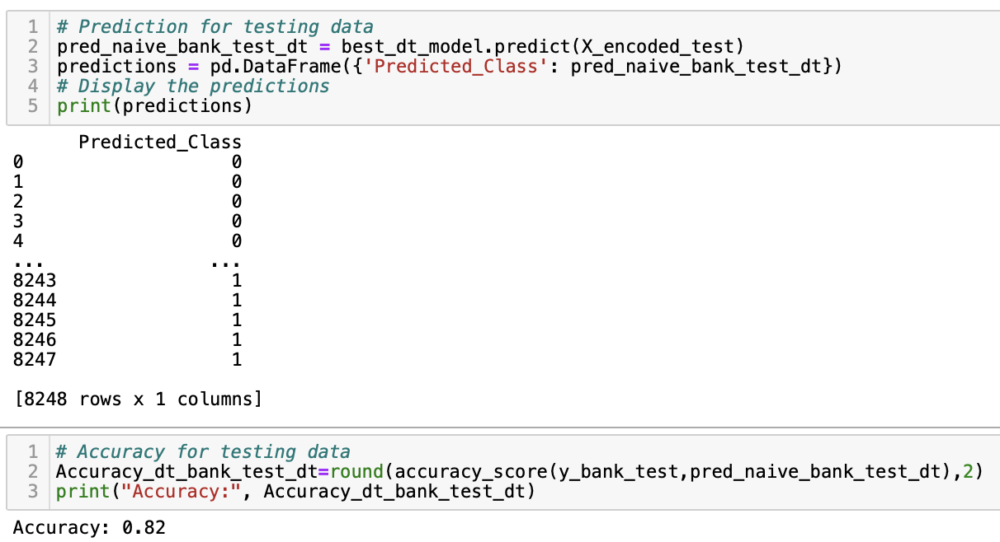 1 # Prediction for testing data
2 pred_naive_bank_test_dt = best_dt_model.predict(X_encoded_test)
3 predictions = pd.DataFrame({'Predicted_Class': pred_naive_bank_test_dt})
4 # Display the predictions
5 print(predictions)
Predicted_Class
0 0
1 0
2 0
3 0
4 0
... ...
8243 1
8244 1
8245 1
8246 1
8247 1
[8248 rows x 1 columns]
1 # Accuracy for testing data
2 Accuracy_dt_bank_test_dt=round(accuracy_score(y_bank_test,pred_naive_bank_test_dt),2)
3 print("Accuracy:", Accuracy_dt_bank_test_dt)
Accuracy: 0.82